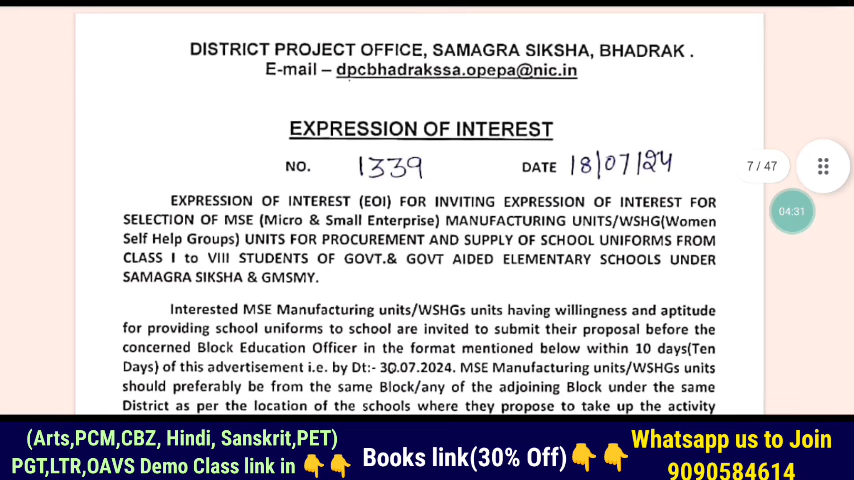 DISTRICT PROJECT OFFICE, SAMAGRA SIKSHA, BHADRAK .
E-mail – dpcbhadrakssa.opepa@nic.in
EXPRESSION OF INTEREST
NO. 1339 DATE 18/07/24
7 / 47
04:31
EXPRESSION OF INTEREST (EOI) FOR INVITING EXPRESSION OF INTEREST FOR
SELECTION OF MSE (Micro & Small Enterprise) MANUFACTURING UNITS/WSHG(Women
Self Help Groups) UNITS FOR PROCUREMENT AND SUPPLY OF SCHOOL UNIFORMS FROM
CLASS I to VIII STUDENTS OF GOVT.& GOVT AIDED ELEMENTARY SCHOOLS UNDER
SAMAGRA SIKSHA & GMSMY.
Interested MSE Manufacturing units/WSHGs units having willingness and aptitude
for providing school uniforms to school are invited to submit their proposal before the
concerned Block Education Officer in the format mentioned below within 10 days(Ten
Days) of this advertisement i.e. by Dt:- 30.07.2024. MSE Manufacturing units/WSHGs units
should preferably be from the same Block/any of the adjoining Block under the same
District as per the location of the schools where they propose to take up the activity
(Arts,PCM,CBZ, Hindi, Sanskrit,PET)
PGT,LTR,OAVS Demo Class link in 👇👇
Books link(30% Off)👇👇
Whatsapp us to Join
9090584614